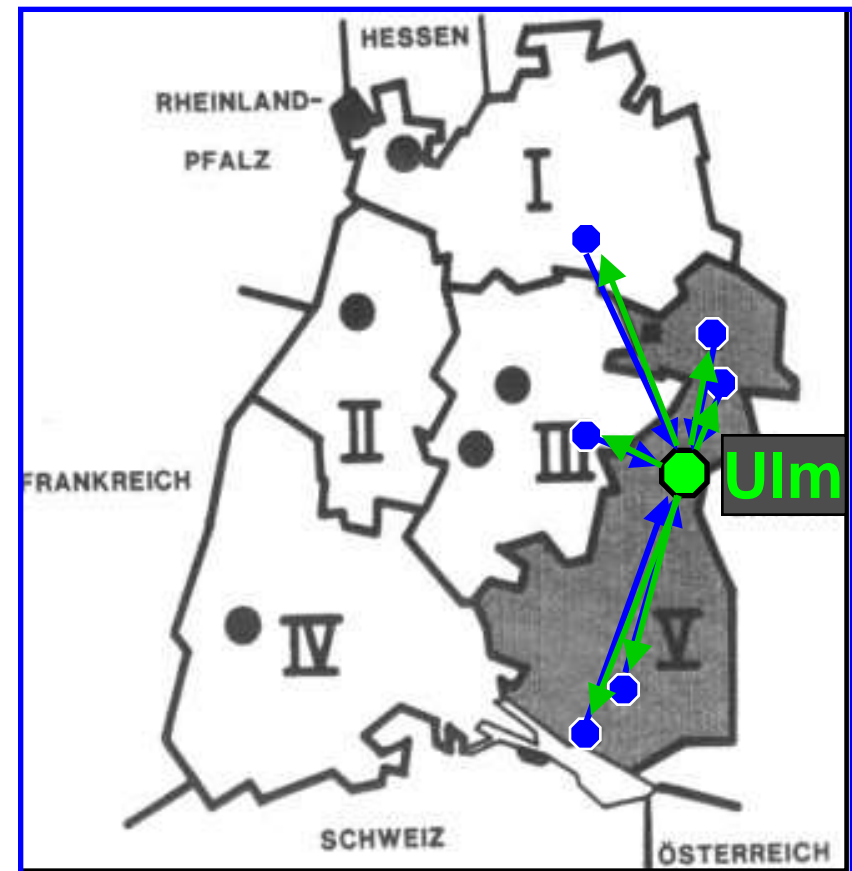 HESSEN
RHEINLAND-
PFALZ
I
II
III
FRANKREICH
Ulm
IV
V
SCHWEIZ
ÖSTERREICH